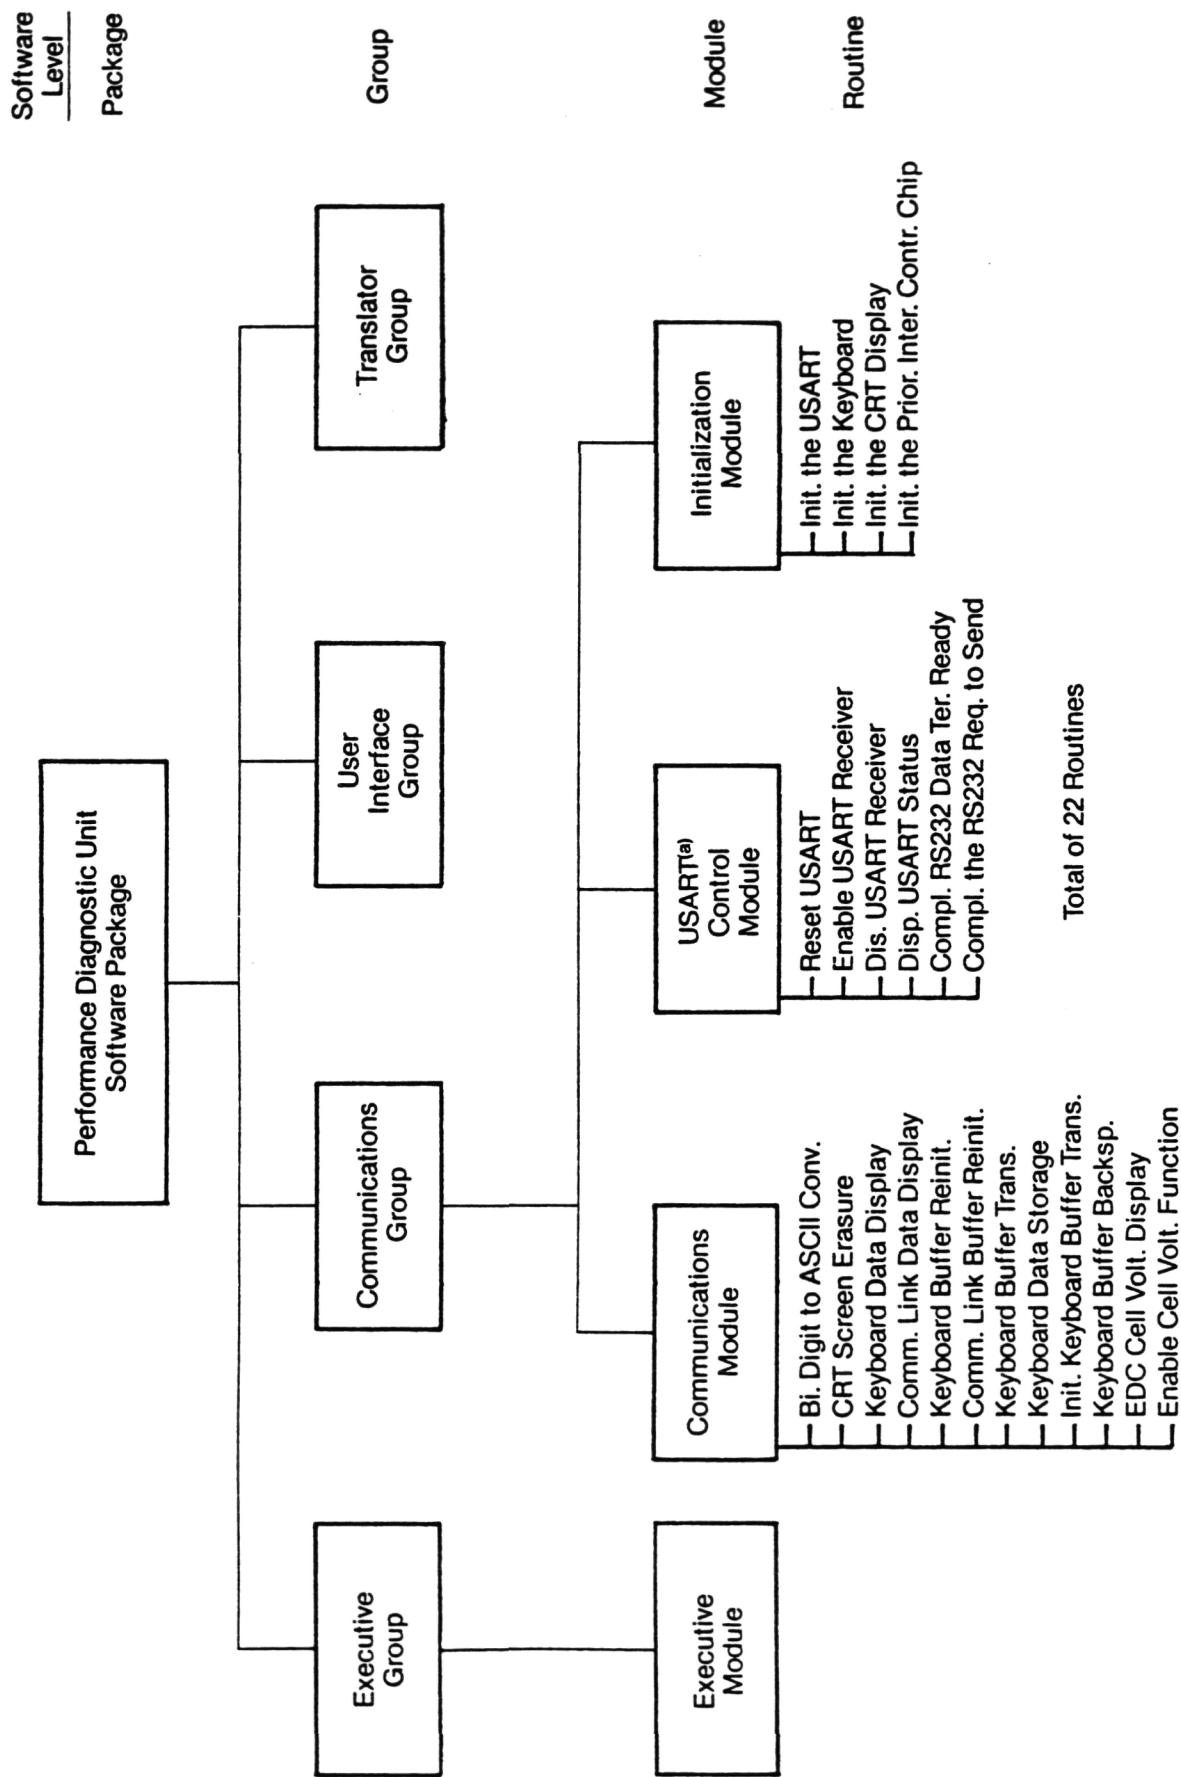 Software
Level
Package
Group
Module
Routine
Performance Diagnostic Unit
Software Package
Executive
Group
Communications
Group
User
Interface
Group
Translator
Group
Executive
Module
Communications
Module
USART(a)
Control
Module
Initialization
Module
Bi. Digit to ASCII Conv.
CRT Screen Erasure
Keyboard Data Display
Comm. Link Data Display
Keyboard Buffer Reinit.
Comm. Link Buffer Reinit.
Keyboard Buffer Trans.
Keyboard Data Storage
Init. Keyboard Buffer Trans.
Keyboard Buffer Backsp.
EDC Cell Volt. Display
Enable Cell Volt. Function
Reset USART
Enable USART Receiver
Dis. USART Receiver
Disp. USART Status
Compl. RS232 Data Ter. Ready
Compl. the RS232 Req. to Send
Init. the USART
Init. the Keyboard
Init. the CRT Display
Init. the Prior. Inter. Contr. Chip
Total of 22 Routines